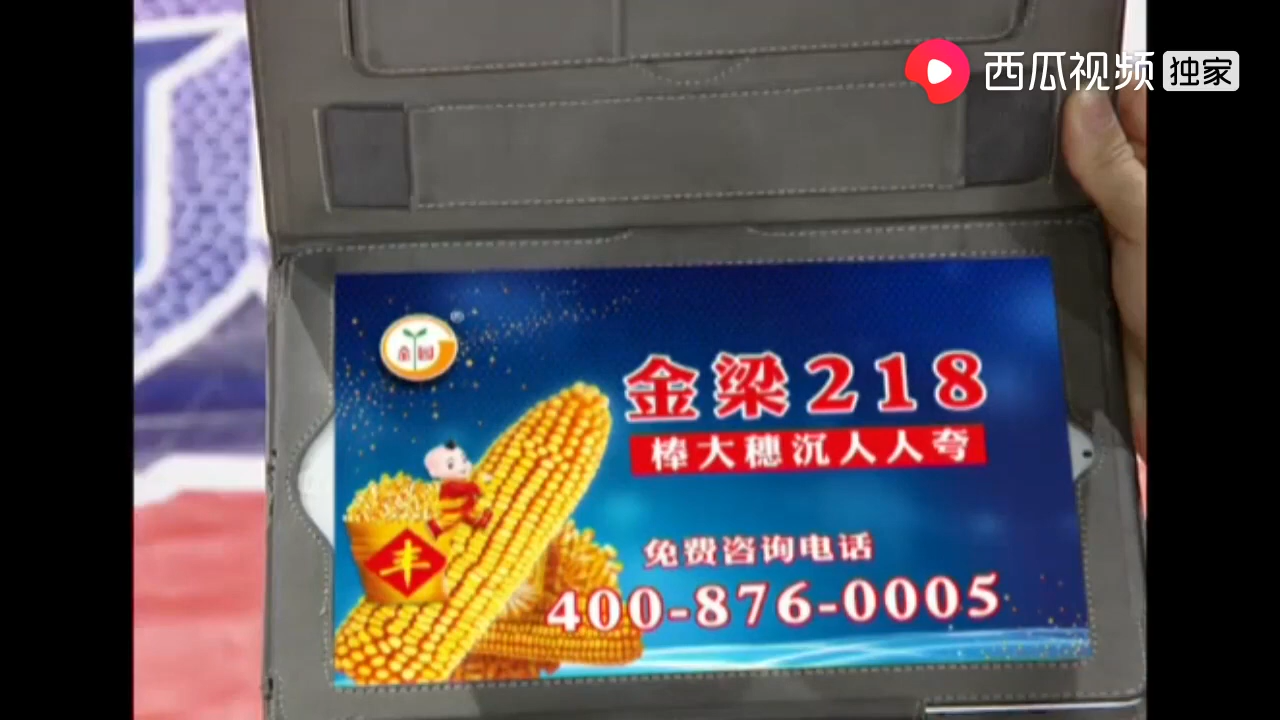 西瓜视频 独家
金梁218
棒大穗沉人人夸
丰
免费咨询电话
400-876-0005